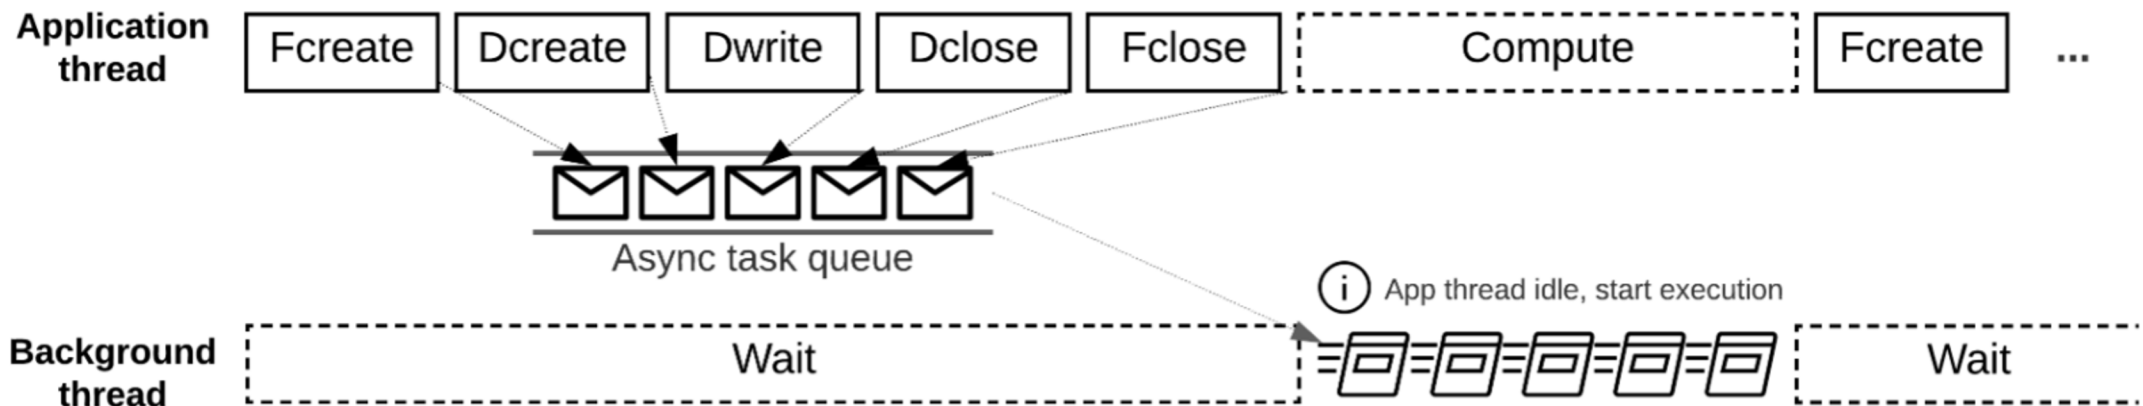 Application
thread
Fcreate
Dcreate
Dwrite
Dclose
Fclose
Compute
Fcreate
...
Async task queue
i
App thread idle, start execution
Background
thread
Wait
Wait